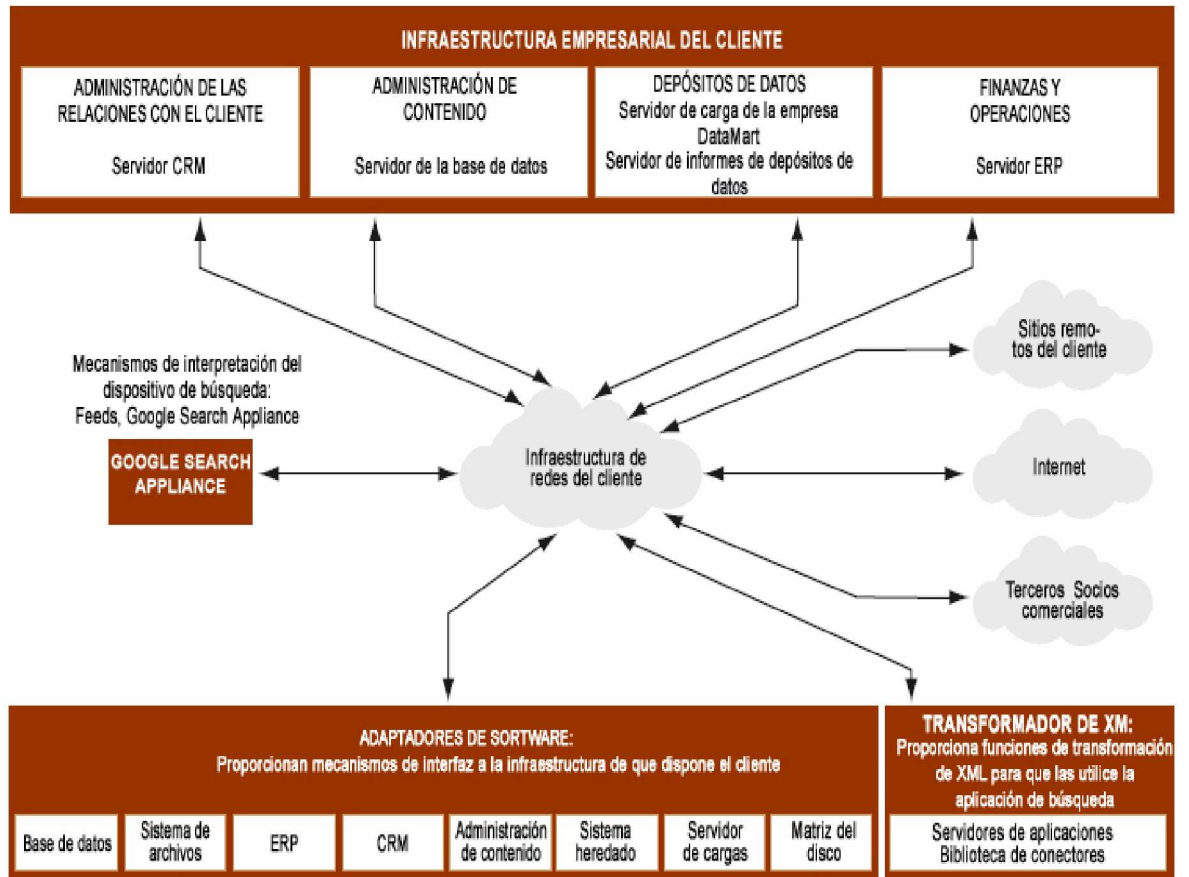 INFRAESTRUCTURA EMPRESARIAL DEL CLIENTE
ADMINISTRACIÓN DE LAS
RELACIONES CON EL CLIENTE
Servidor CRM
ADMINISTRACIÓN DE
CONTENIDO
Servidor de la base de datos
DEPÓSITOS DE DATOS
Servidor de carga de la empresa
DataMart
Servidor de informes de depósitos de
datos
FINANZAS Y
OPERACIONES
Servidor ERP
Sitios remo-
tos del cliente
Mecanismos de interpretación del
dispositivo de búsqueda:
Feeds, Google Search Appliance
GOOGLE SEARCH
APPLIANCE
Infraestructura de
redes del cliente
Internet
Terceros Socios
comerciales
ADAPTADORES DE SORTWARE:
Proporcionan mecanismos de interfaz a la infraestructura de que dispone el cliente
Base de datos
Sistema de
archivos
ERP
CRM
Administración
de contenido
Sistema
heredado
Servidor
de cargas
Matriz del
disco
TRANSFORMADOR DE XM:
Proporciona funciones de transformación
de XML para que las utilice la
aplicación de búsqueda
Servidores de aplicaciones
Biblioteca de conectores